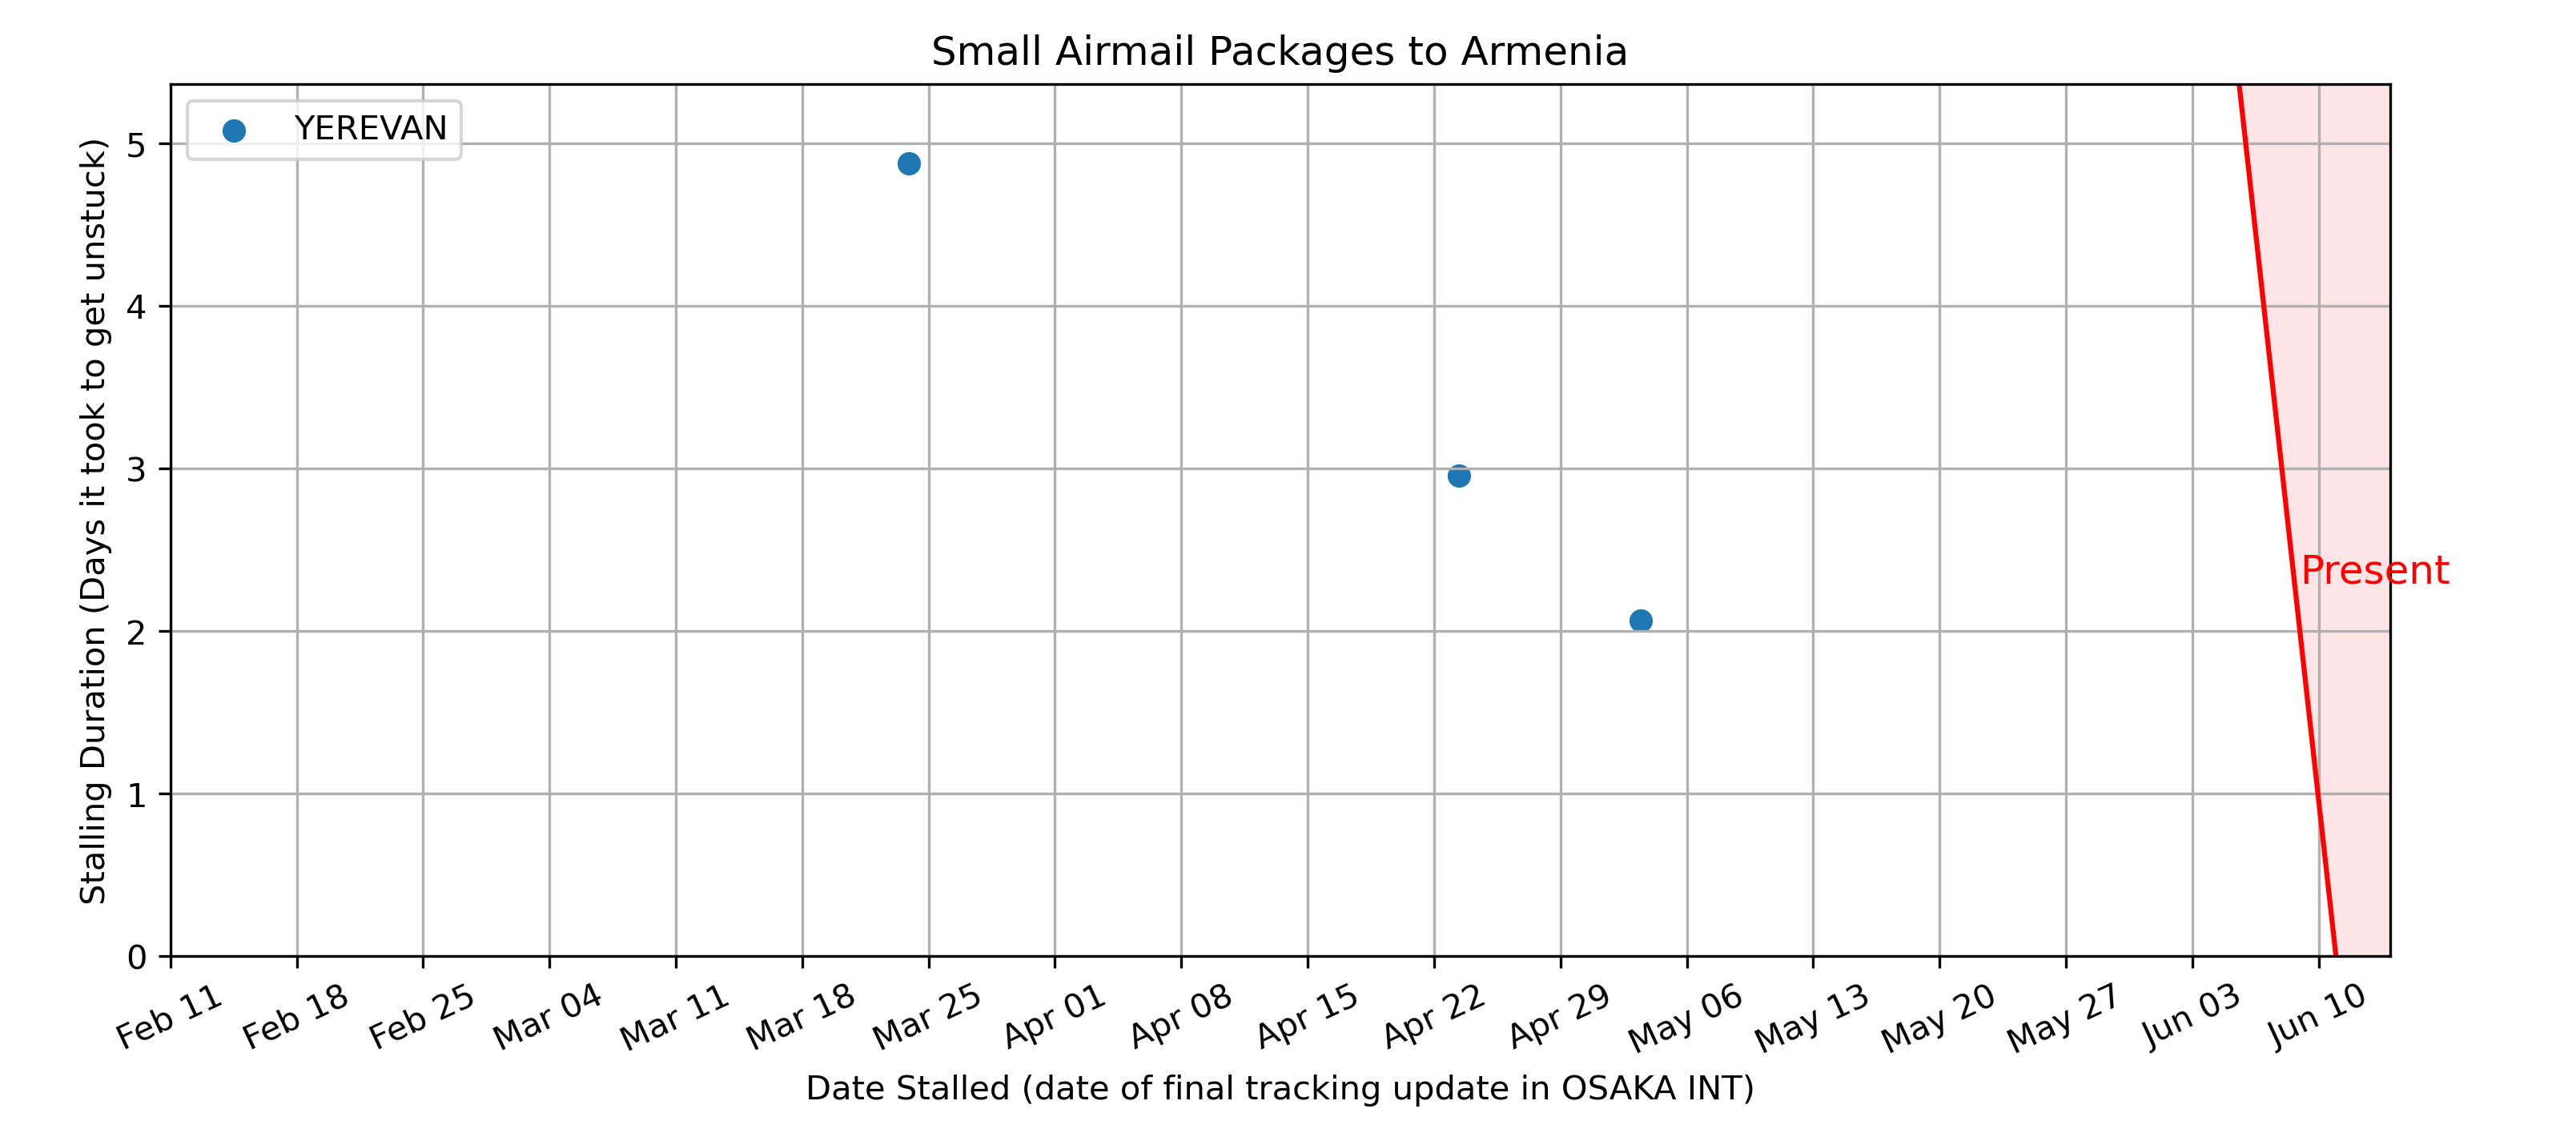 Small Airmail Packages to Armenia
YEREVAN
Stalling Duration (Days it took to get unstuck)
5
4
3
2
1
0
Present
Feb 11
Feb 18
Feb 25
Mar 04
Mar 11
Mar 18
Mar 25
Apr 01
Apr 08
Apr 15
Apr 22
Apr 29
May 06
May 13
May 20
May 27
Jun 03
Jun 10
Date Stalled (date of final tracking update in OSAKA INT)